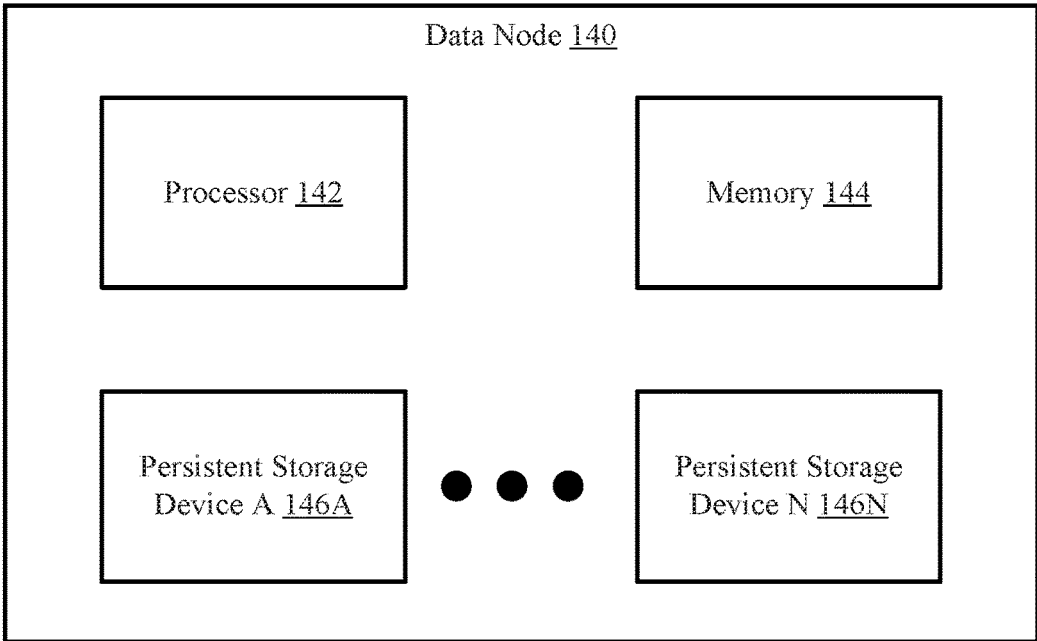 Data Node 140
Processor 142
Memory 144
Persistent Storage
Device A 146A
Persistent Storage
Device N 146N